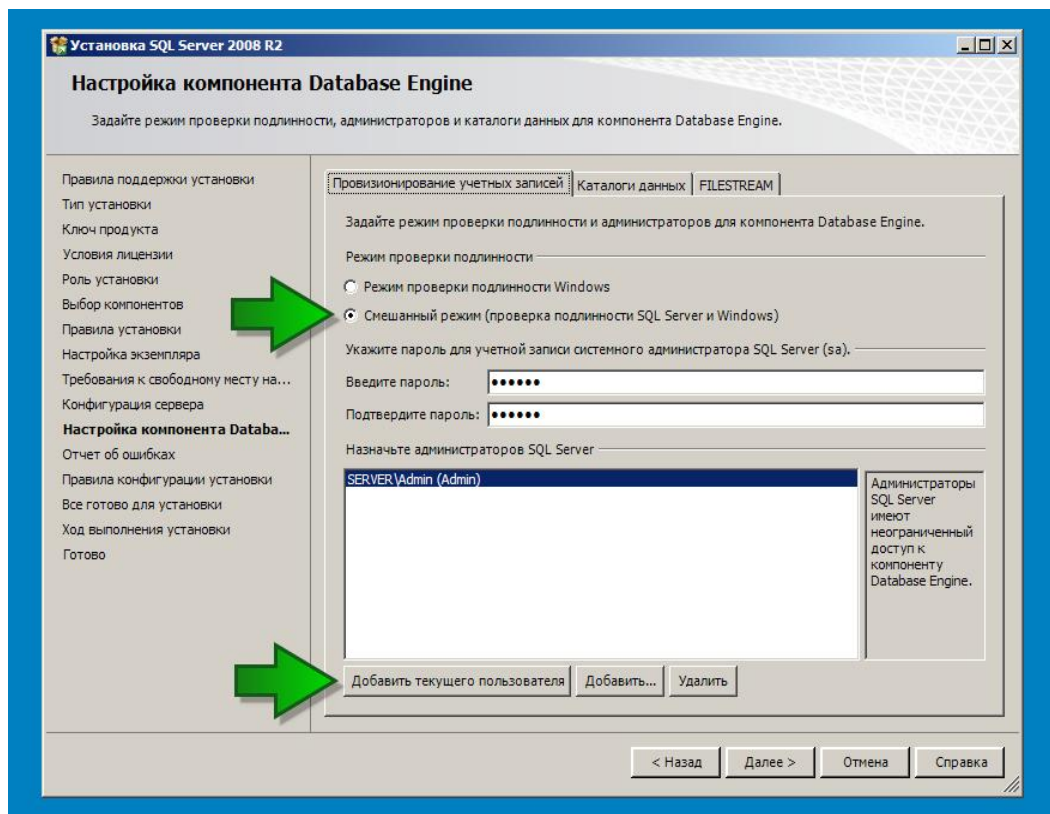 Установка SQL Server 2008 R2
Настройка компонента Database Engine
Задайте режим проверки подлинности, администраторов и каталоги данных для компонента Database Engine.
Правила поддержки установки
Тип установки
Ключ продукта
Условия лицензии
Роль установки
Выбор компонентов
Правила установки
Настройка экземпляра
Требования к свободному месту на...
Конфигурация сервера
Настройка компонента Databa...
Отчет об ошибках
Правила конфигурации установки
Все готово для установки
Ход выполнения установки
Готово
Провизионирование учетных записей
Каталоги данных
FILESTREAM
Задайте режим проверки подлинности и администраторов для компонента Database Engine.
Режим проверки подлинности
Режим проверки подлинности Windows
Смешанный режим (проверка подлинности SQL Server и Windows)
Укажите пароль для учетной записи системного администратора SQL Server (sa).
Введите пароль: ●●●●●●
Подтвердите пароль: ●●●●●●
Назначьте администраторов SQL Server
SERVER\Admin (Admin)
Администраторы
SQL Server
имеют
неограниченный
доступ к
компоненту
Database Engine.
Добавить текущего пользователя
Добавить...
Удалить
< Назад
Далее >
Отмена
Справка